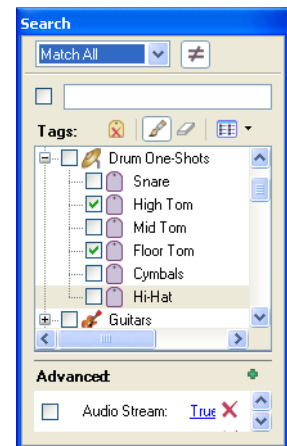 Search
Match All
Tags:
Drum One-Shots
Snare
High Tom
Mid Tom
Floor Tom
Cymbals
Hi-Hat
Guitars
Advanced:
Audio Stream: True